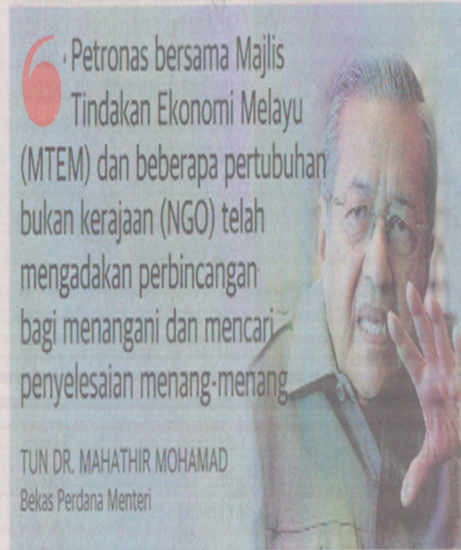 Petronas bersama Majlis
Tindakan Ekonomi Melayu
(MTEM) dan beberapa pertubuhan
bukan kerajaan (NGO) telah
mengadakan perbincangan
bagi menangani dan mencari
penyelesaian menang-menang
TUN DR. MAHATHIR MOHAMAD
Bekas Perdana Menteri